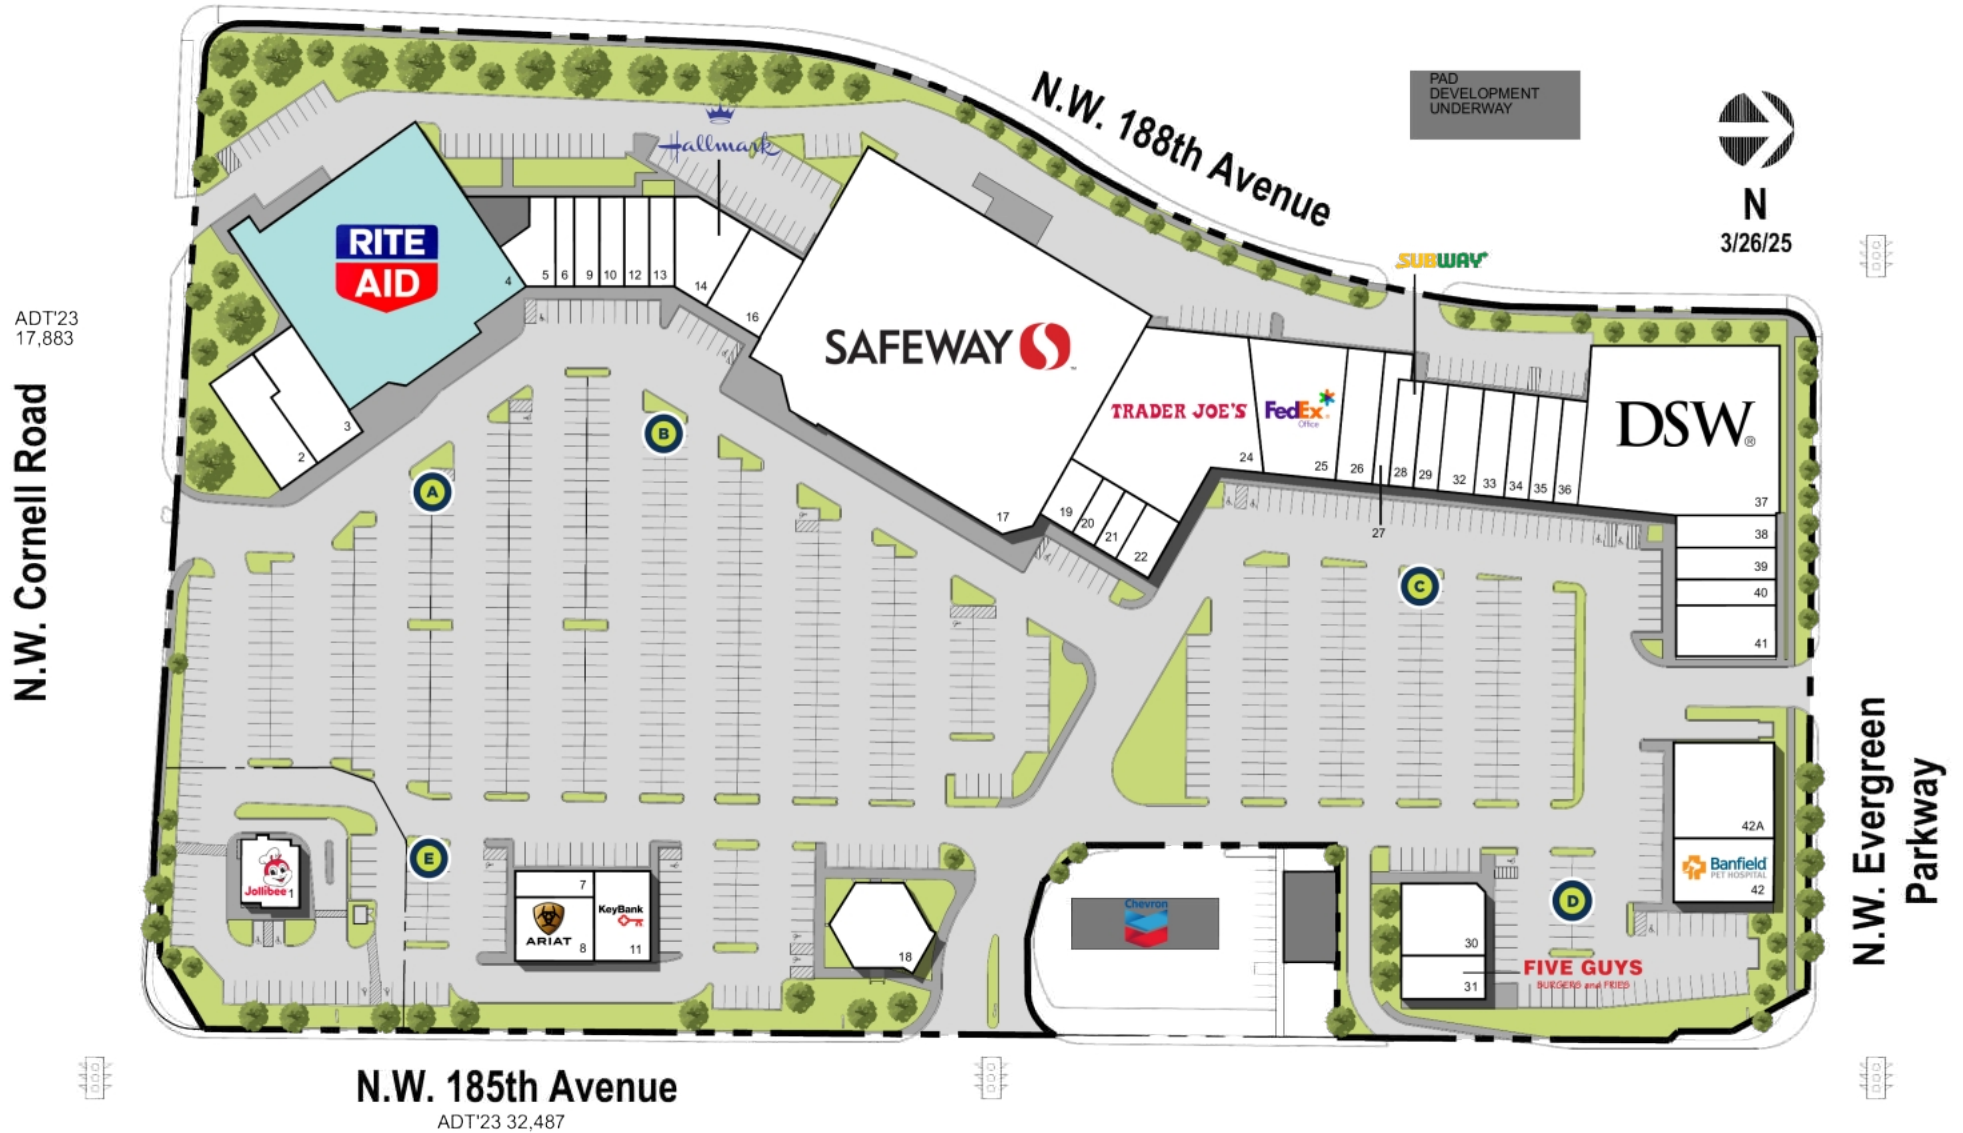 PAD
DEVELOPMENT
UNDERWAY
N.W. 188th Avenue
N
3/26/25
Hallmark
RITE
AID
4
5
6
9
10
12
13
14
16
SUBWAY
ADT'23
17,883
SAFEWAY
TRADER JOE'S
FedEx
Office
DSW
3
2
17
19
20
21
22
24
25
26
27
28
29
32
33
34
35
36
37
38
39
40
41
A
B
C
N.W. Cornell Road
N.W. Evergreen
Parkway
42A
Banfield
PET HOSPITAL
42
Jollibee
1
E
7
ARIAT
8
KeyBank
11
18
Chevron
D
30
31
FIVE GUYS
BURGERS and FRIES
N.W. 185th Avenue
ADT'23 32,487